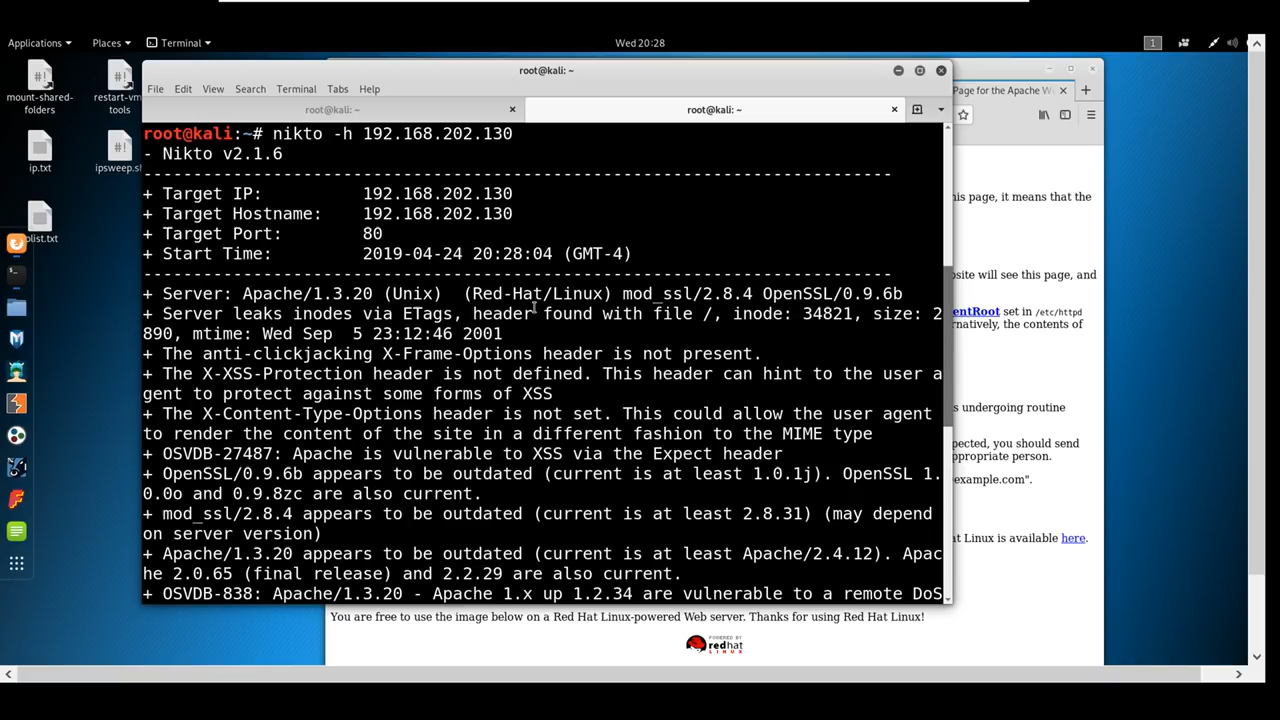 Applications
Places
Terminal
Wed 20:28
1
mount-shared-
folders
restart-vm
tools
ip.txt
ipsweep.sh
plist.txt
root@kali: ~
File Edit View Search Terminal Tabs Help
root@kali: ~
root@kali: ~
root@kali:~# nikto -h 192.168.202.130
- Nikto v2.1.6
---------------------------------------------------------------------------
+ Target IP: 192.168.202.130
+ Target Hostname: 192.168.202.130
+ Target Port: 80
+ Start Time: 2019-04-24 20:28:04 (GMT-4)
---------------------------------------------------------------------------
+ Server: Apache/1.3.20 (Unix) (Red-Hat/Linux) mod_ssl/2.8.4 OpenSSL/0.9.6b
+ Server leaks inodes via ETags, header found with file /, inode: 34821, size: 2
890, mtime: Wed Sep 5 23:12:46 2001
+ The anti-clickjacking X-Frame-Options header is not present.
+ The X-XSS-Protection header is not defined. This header can hint to the user a
gent to protect against some forms of XSS
+ The X-Content-Type-Options header is not set. This could allow the user agent
to render the content of the site in a different fashion to the MIME type
+ OSVDB-27487: Apache is vulnerable to XSS via the Expect header
+ OpenSSL/0.9.6b appears to be outdated (current is at least 1.0.1j). OpenSSL 1.
0.0o and 0.9.8zc are also current.
+ mod_ssl/2.8.4 appears to be outdated (current is at least 2.8.31) (may depend
on server version)
+ Apache/1.3.20 appears to be outdated (current is at least Apache/2.4.12). Apac
he 2.0.65 (final release) and 2.2.29 are also current.
+ OSVDB-838: Apache/1.3.20 - Apache 1.x up 1.2.34 are vulnerable to a remote DoS
Page for the Apache W
his page, it means that the
site will see this page, and
entRoot set in /etc/httpd
rnatively, the contents of
s undergoing routine
pected, you should send
appropriate person.
example.com".
at Linux is available here.
You are free to use the image below on a Red Hat Linux-powered Web server. Thanks for using Red Hat Linux!
POWERED BY
redhat
LINUX